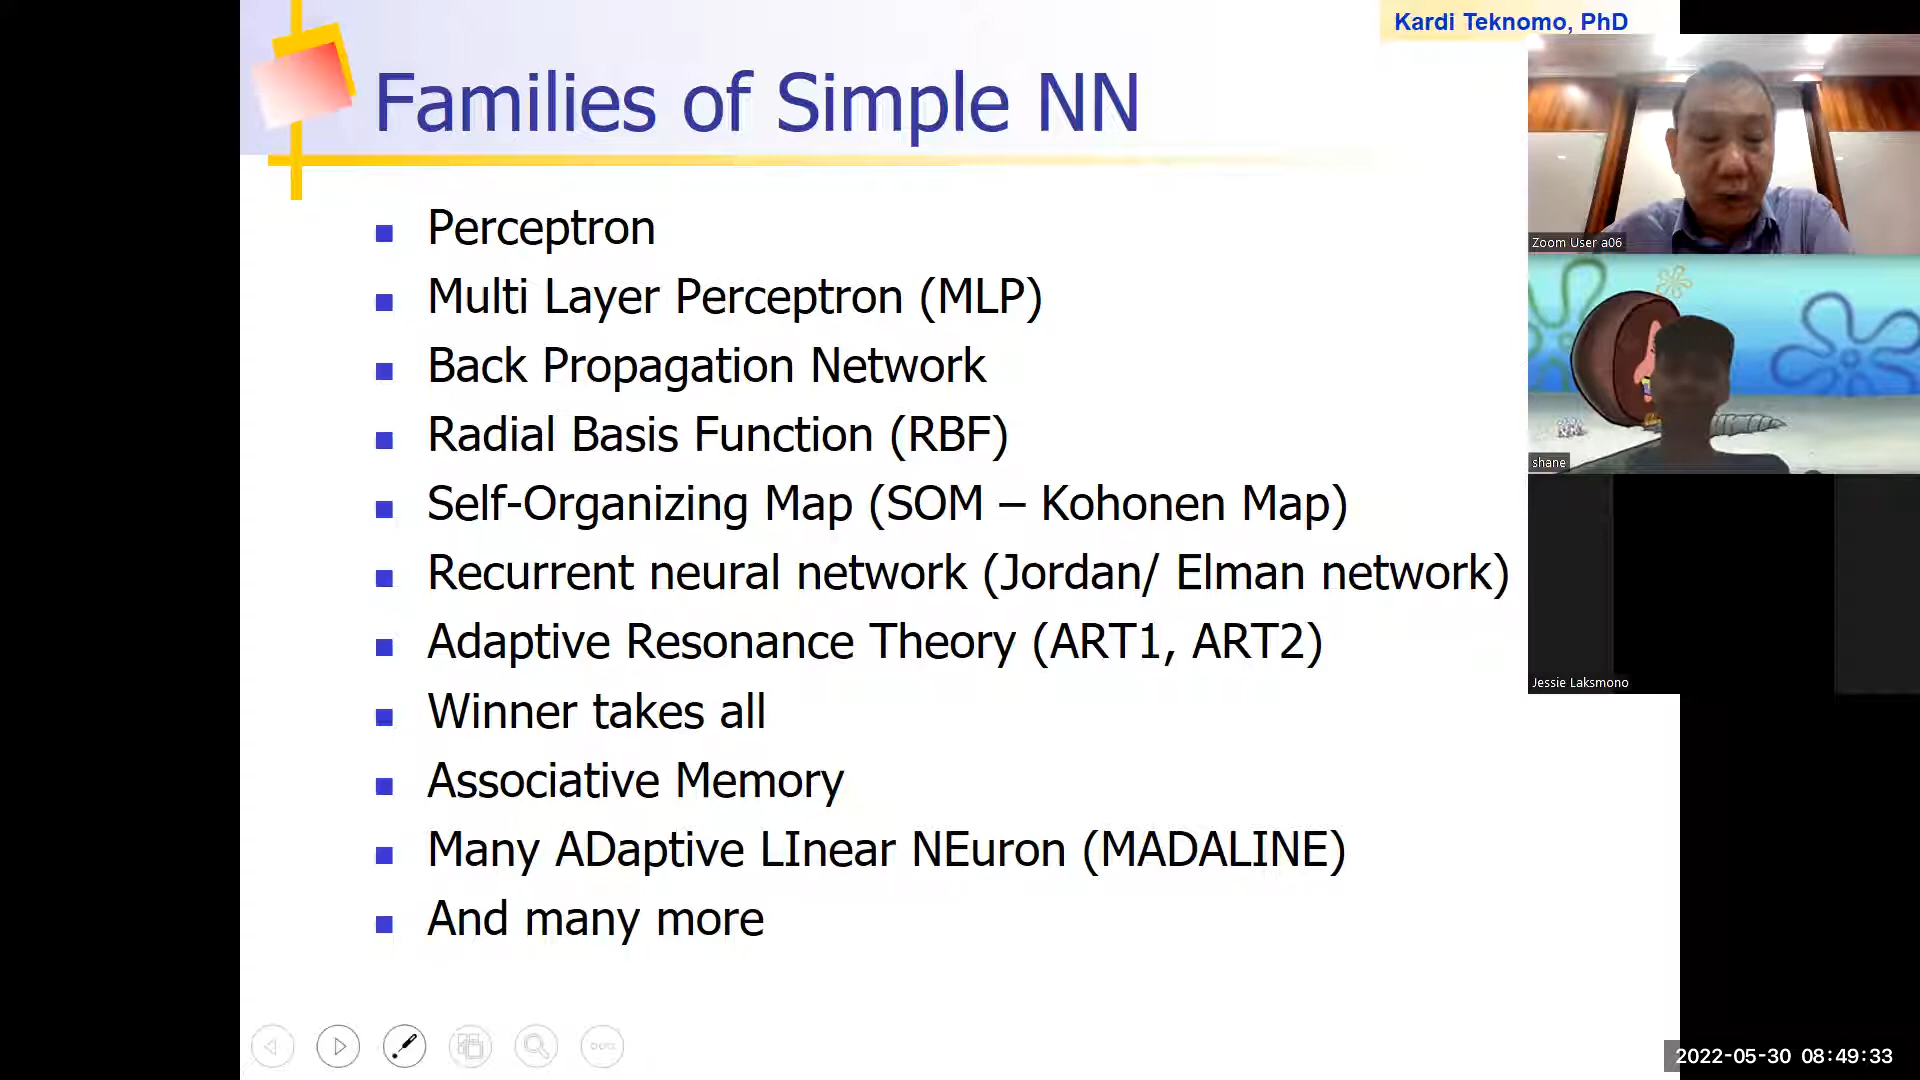 Kardi Teknomo, PhD
Families of Simple NN
Perceptron
Multi Layer Perceptron (MLP)
Back Propagation Network
Radial Basis Function (RBF)
Self-Organizing Map (SOM – Kohonen Map)
Recurrent neural network (Jordan/ Elman network)
Adaptive Resonance Theory (ART1, ART2)
Winner takes all
Associative Memory
Many ADaptive LInear NEuron (MADALINE)
And many more
Zoom User a06
shane
Jessie Laksmono
2022-05-30 08:49:33